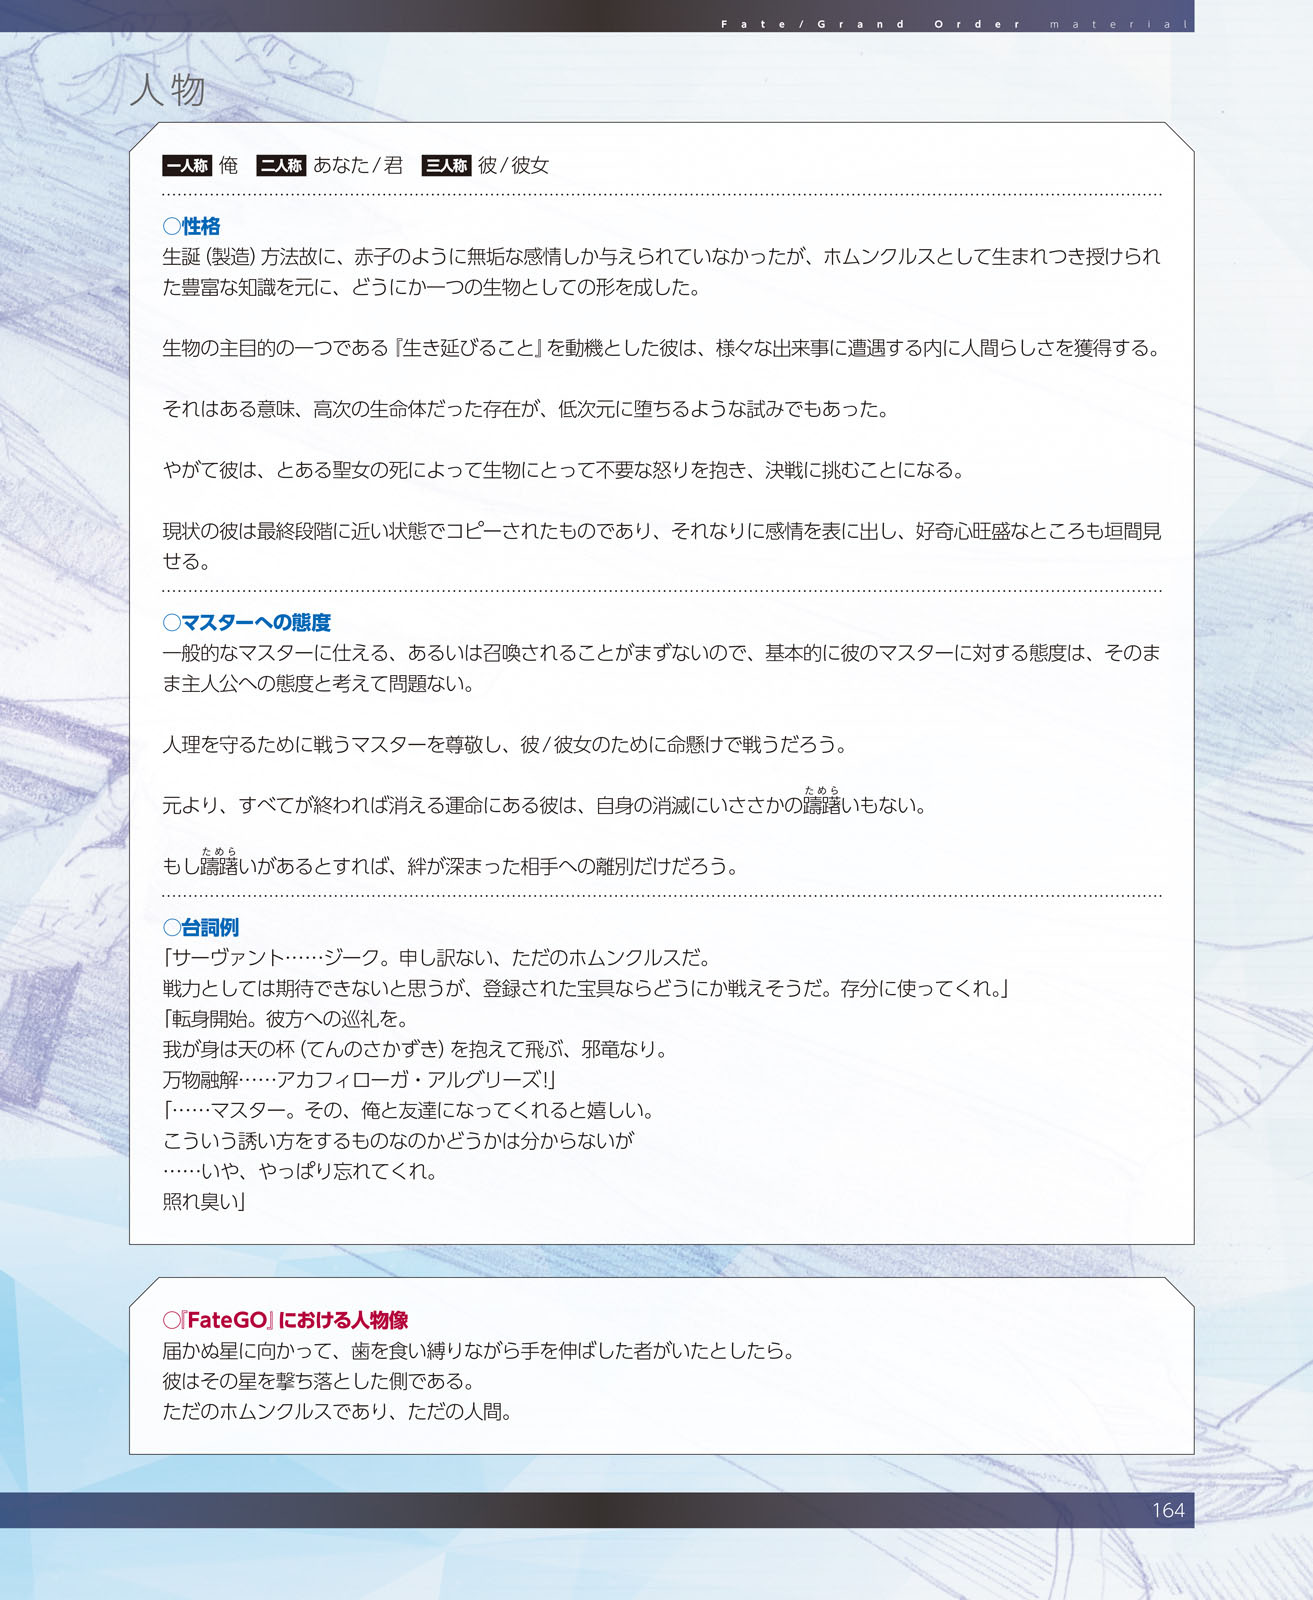 Fate/Grand Order material
人物
一人称 俺 二人称 あなた/君 三人称 彼/彼女
○性格
生誕(製造)方法故に、赤子のように無垢な感情しか与えられていなかったが、ホムンクルスとして生まれつき授けられ
た豊富な知識を元に、どうにか一つの生物としての形を成した。
生物の主目的の一つである『生き延びること』を動機とした彼は、様々な出来事に遭遇する内に人間らしさを獲得する。
それはある意味、高次の生命体だった存在が、低次元に堕ちるような試みでもあった。
やがて彼は、とある聖女の死によって生物にとって不要な怒りを抱き、決戦に挑むことになる。
現状の彼は最終段階に近い状態でコピーされたものであり、それなりに感情を表に出し、好奇心旺盛なところも垣間見
せる。
○マスターへの態度
一般的なマスターに仕える、あるいは召喚されることがまずないので、基本的に彼のマスターに対する態度は、そのま
ま主人公への態度と考えて問題ない。
人理を守るために戦うマスターを尊敬し、彼/彼女のために命懸けで戦うだろう。
ためら
元より、すべてが終われば消える運命にある彼は、自身の消滅にいささかの躊躇いもない。
ためら
もし躊躇いがあるとすれば、絆が深まった相手への離別だけだろう。
○台詞例
「サーヴァント……ジーク。申し訳ない、ただのホムンクルスだ。
戦力としては期待できないと思うが、登録された宝具ならどうにか戦えそうだ。存分に使ってくれ。」
「転身開始。彼方への巡礼を。
我が身は天の杯(てんのさかずき)を抱えて飛ぶ、邪竜なり。
万物融解……アカフィローガ・アルグリーズ!」
「……マスター。その、俺と友達になってくれると嬉しい。
こういう誘い方をするものなのかどうかは分からないが
……いや、やっぱり忘れてくれ。
照れ臭い」
○『FateGO』における人物像
届かぬ星に向かって、歯を食い縛りながら手を伸ばした者がいたとしたら。
彼はその星を撃ち落とした側である。
ただのホムンクルスであり、ただの人間。
164